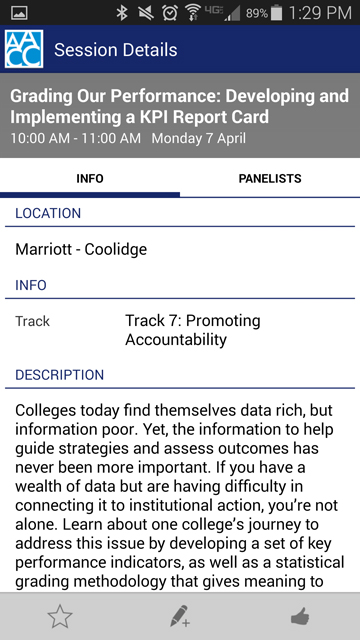 4G LTE 89% 1:29 PM
AACC Session Details
Grading Our Performance: Developing and
Implementing a KPI Report Card
10:00 AM - 11:00 AM Monday 7 April
INFO PANELISTS
LOCATION
Marriott - Coolidge
INFO
Track Track 7: Promoting
Accountability
DESCRIPTION
Colleges today find themselves data rich, but
information poor. Yet, the information to help
guide strategies and assess outcomes has
never been more important. If you have a
wealth of data but are having difficulty in
connecting it to institutional action, you're not
alone. Learn about one college's journey to
address this issue by developing a set of key
performance indicators, as well as a statistical
grading methodology that gives meaning to